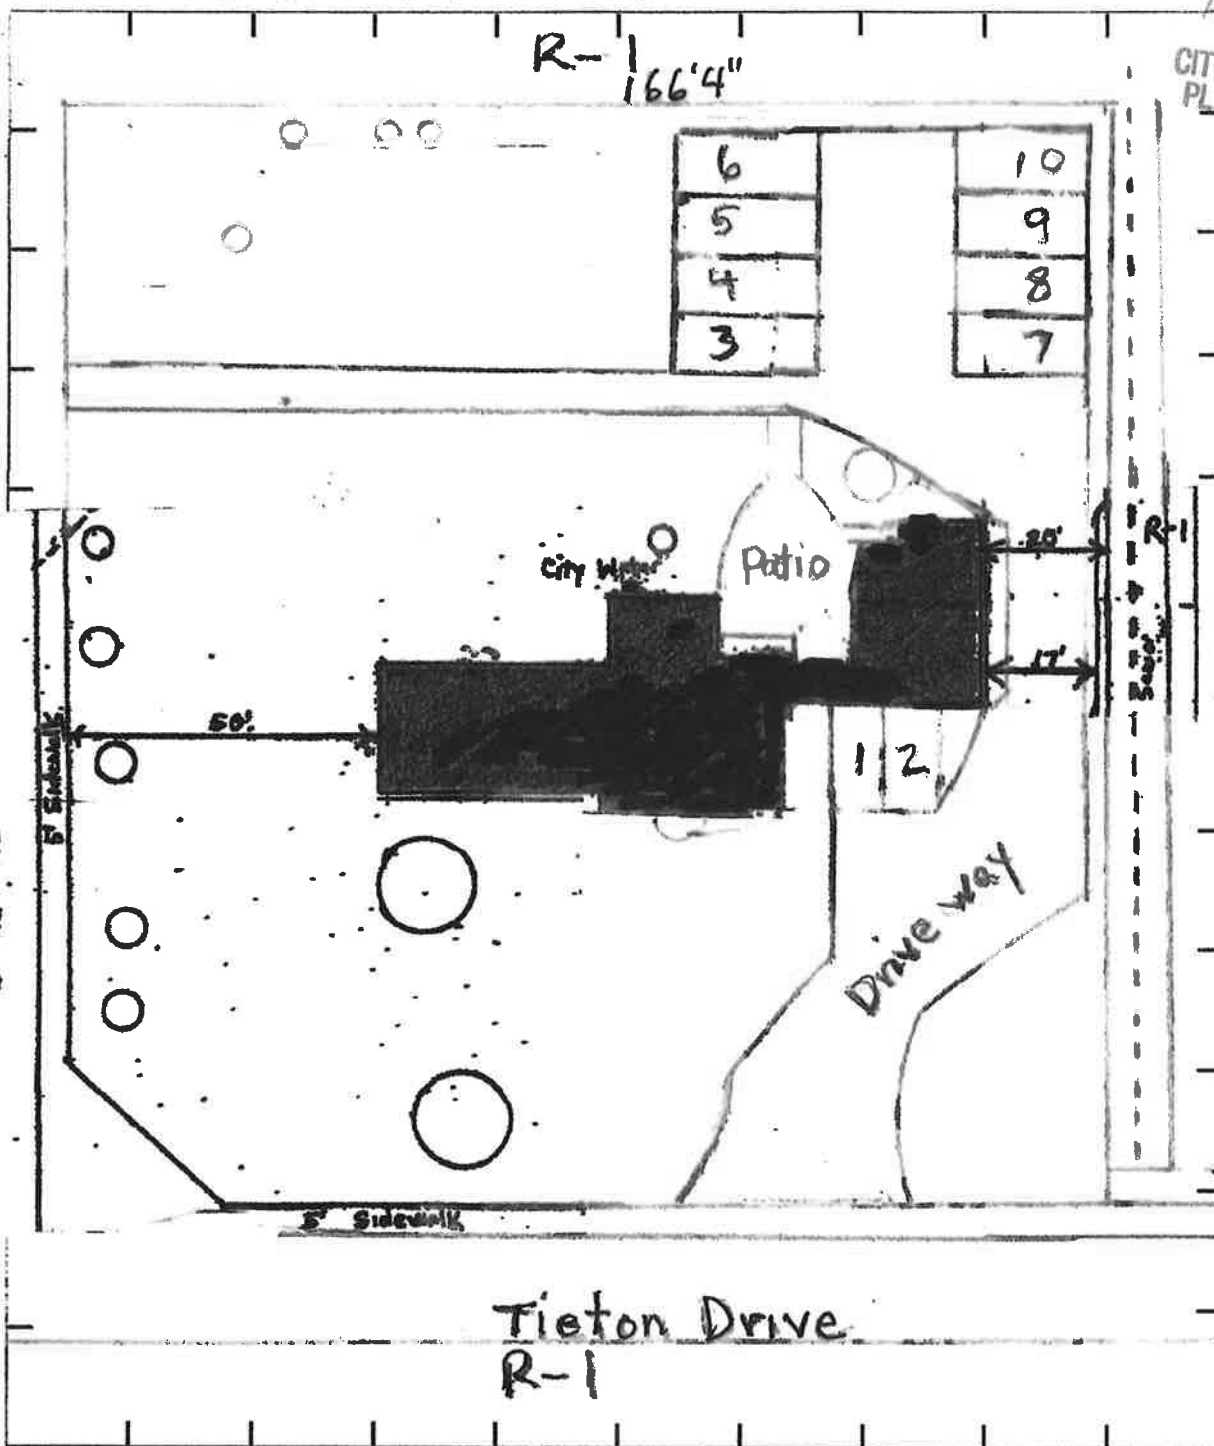 R-1
166'4"
CIT
PL
6
5
4
3
10
9
8
7
20'
R-1
City Water
Patio
17'
50'
5' Sidewalk
1 2
Drive way
5' Sidewalk
Tieton Drive
R-1